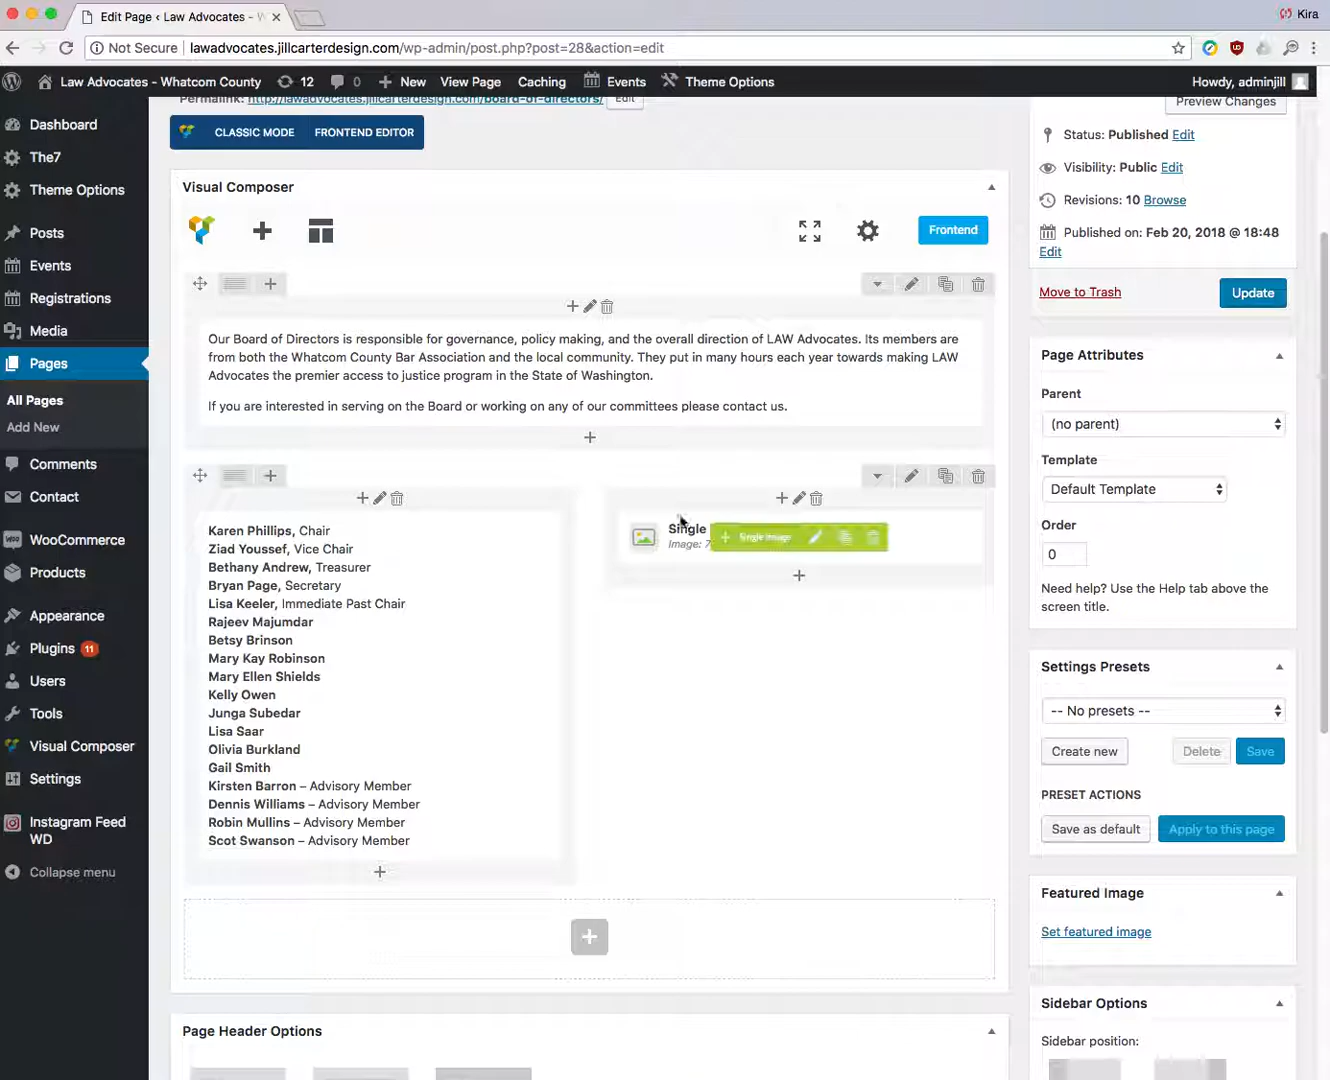 Edit Page ‹ Law Advocates - W
Kira
Not Secure
lawadvocates.jillcarterdesign.com/wp-admin/post.php?post=28&action=edit
Law Advocates - Whatcom County
12
0
New
View Page
Caching
Events
Theme Options
Howdy, adminjill
Permalink: http://lawadvocates.jillcarterdesign.com/board-of-directors/
Edit
CLASSIC MODE
FRONTEND EDITOR
Dashboard
The7
Theme Options
Posts
Events
Registrations
Media
Pages
All Pages
Add New
Comments
Contact
WooCommerce
Products
Appearance
Plugins 11
Users
Tools
Visual Composer
Settings
Instagram Feed
WD
Collapse menu
Visual Composer
Frontend
Our Board of Directors is responsible for governance, policy making, and the overall direction of LAW Advocates. Its members are
from both the Whatcom County Bar Association and the local community. They put in many hours each year towards making LAW
Advocates the premier access to justice program in the State of Washington.
If you are interested in serving on the Board or working on any of our committees please contact us.
Karen Phillips, Chair
Ziad Youssef, Vice Chair
Bethany Andrew, Treasurer
Bryan Page, Secretary
Lisa Keeler, Immediate Past Chair
Rajeev Majumdar
Betsy Brinson
Mary Kay Robinson
Mary Ellen Shields
Kelly Owen
Junga Subedar
Lisa Saar
Olivia Burkland
Gail Smith
Kirsten Barron – Advisory Member
Dennis Williams – Advisory Member
Robin Mullins – Advisory Member
Scot Swanson – Advisory Member
Single
Image: 7
Single Image
Page Header Options
Preview Changes
Status: Published Edit
Visibility: Public Edit
Revisions: 10 Browse
Published on: Feb 20, 2018 @ 18:48
Edit
Move to Trash
Update
Page Attributes
Parent
(no parent)
Template
Default Template
Order
0
Need help? Use the Help tab above the
screen title.
Settings Presets
-- No presets --
Create new
Delete
Save
PRESET ACTIONS
Save as default
Apply to this page
Featured Image
Set featured image
Sidebar Options
Sidebar position: